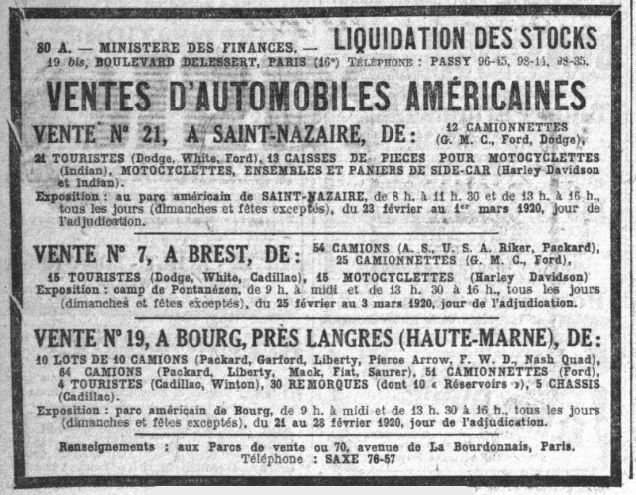 80 A. — MINISTERE DES FINANCES. — LIQUIDATION DES STOCKS
19 bis, BOULEVARD DELESSERT, PARIS (16e) TÉLÉPHONE : PASSY 96-45, 98-14, 98-35.
VENTES D'AUTOMOBILES AMÉRICAINES
VENTE N° 21, A SAINT-NAZAIRE, DE: 12 CAMIONNETTES
(G. M. C., Ford, Dodge),
21 TOURISTES (Dodge, White, Ford), 13 CAISSES DE PIECES POUR MOTOCYCLETTES
(Indian), MOTOCYCLETTES, ENSEMBLES ET PANIERS DE SIDE-CAR (Harley-Davidson
et Indian).
Exposition : au parc américain de SAINT-NAZAIRE, de 8 h. à 11 h. 30 et de 13 h. à 16 h.,
tous les jours (dimanches et fêtes exceptés), du 23 février au 1er mars 1920, jour de
l'adjudication.
VENTE N° 7, A BREST, DE: 54 CAMIONS (A. S., U. S. A. Riker, Packard),
25 CAMIONNETTES (G. M. C., Ford),
15 TOURISTES (Dodge, White, Cadillac), 15 MOTOCYCLETTES (Harley Davidson)
Exposition : camp de Pontanézen, de 9 h. à midi et de 13 h. 30 à 16 h., tous les jours
(dimanches et fêtes exceptés), du 25 février au 3 mars 1920, jour de l'adjudication.
VENTE N° 19, A BOURG, PRÈS LANGRES (HAUTE-MARNE), DE:
10 LOTS DE 10 CAMIONS (Packard, Garford, Liberty, Pierce Arrow, F. W. D., Nash Quad),
64 CAMIONS (Packard, Liberty, Mack, Fiat, Saurer), 51 CAMIONNETTES (Ford),
4 TOURISTES (Cadillac, Winton), 30 REMORQUES (dont 10 « Réservoirs »), 5 CHASSIS
(Cadillac).
Exposition : parc américain de Bourg, de 9 h. à midi et de 13 h. 30 à 16 h., tous les jours
(dimanches et fêtes exceptés), du 21 au 28 février 1920, jour de l'adjudication.
Renseignements : aux Parcs de vente ou 70, avenue de La Bourdonnais, Paris.
Téléphone : SAXE 76-57